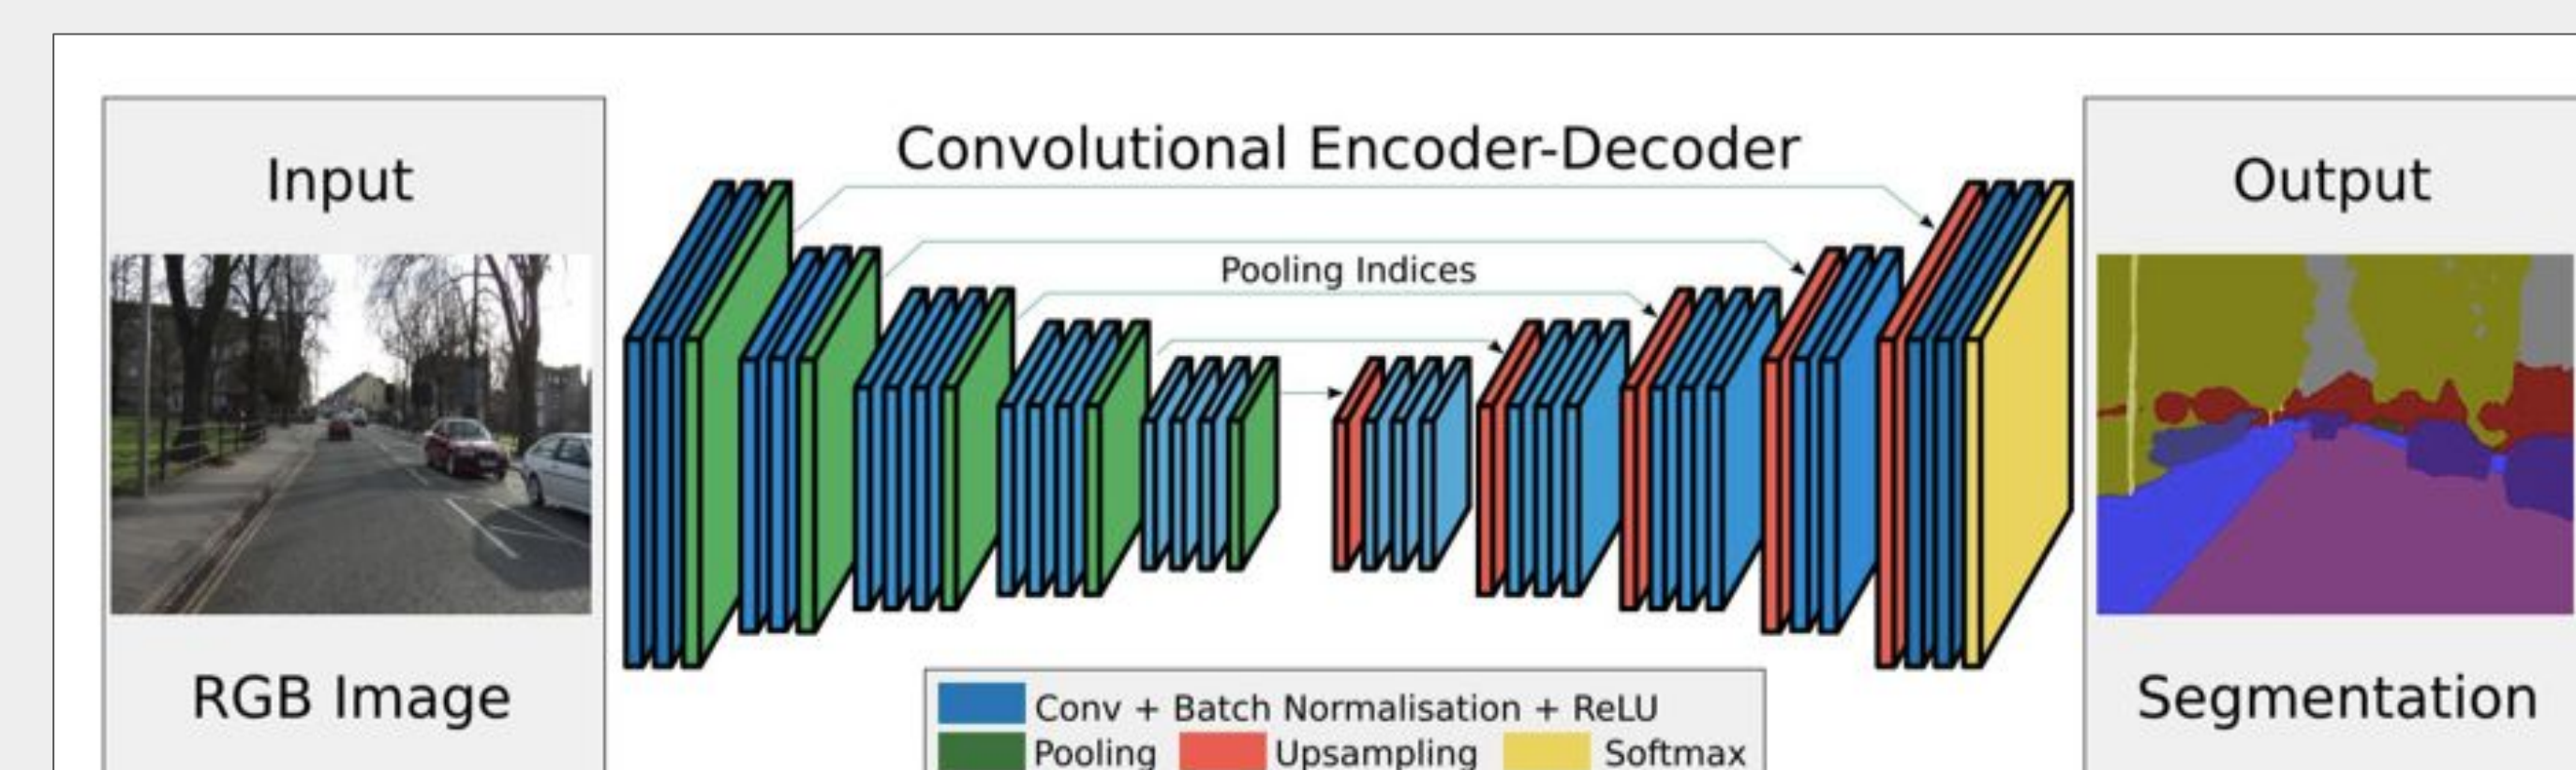 Convolutional Encoder-Decoder
Input
Output
Pooling Indices
RGB Image
Segmentation
Conv + Batch Normalisation + ReLU
Pooling Upsampling Softmax